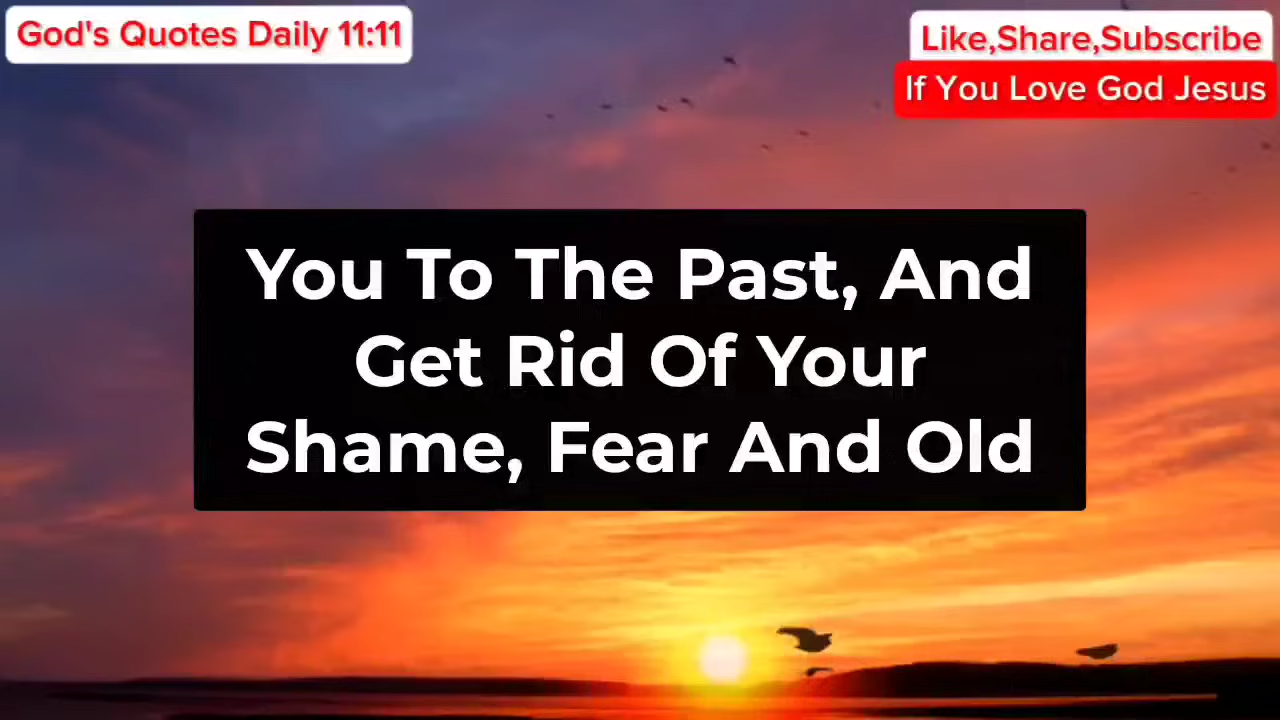 God's Quotes Daily 11:11
Like,Share,Subscribe
If You Love God Jesus
You To The Past, And
Get Rid Of Your
Shame, Fear And Old